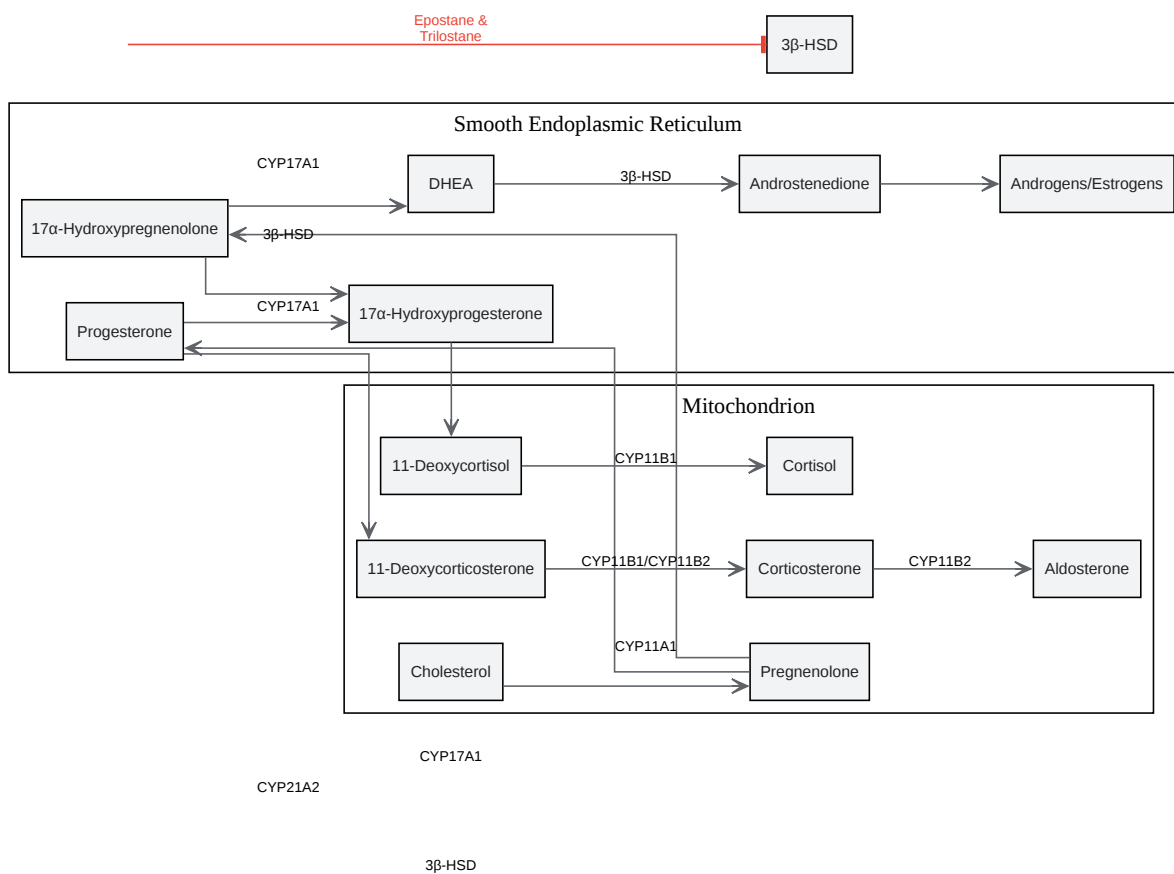 Epostane &
Trilostane
3β-HSD
Smooth Endoplasmic Reticulum
CYP17A1
DHEA
3β-HSD
Androstenedione
Androgens/Estrogens
17α-Hydroxypregnenolone
3β-HSD
CYP17A1
17α-Hydroxyprogesterone
Progesterone
Mitochondrion
11-Deoxycortisol
CYP11B1
Cortisol
11-Deoxycorticosterone
CYP11B1/CYP11B2
Corticosterone
CYP11B2
Aldosterone
CYP11A1
Cholesterol
Pregnenolone
CYP17A1
CYP21A2
3β-HSD